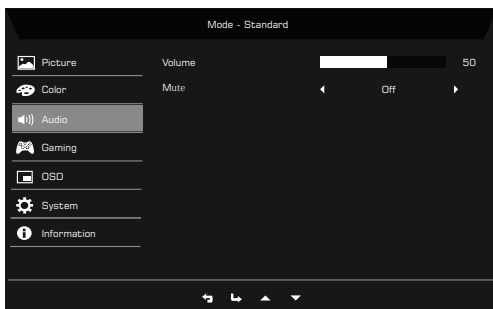 Mode - Standard
Picture
Volume 50
Color
Mute Off
Audio
Gaming
OSD
System
Information